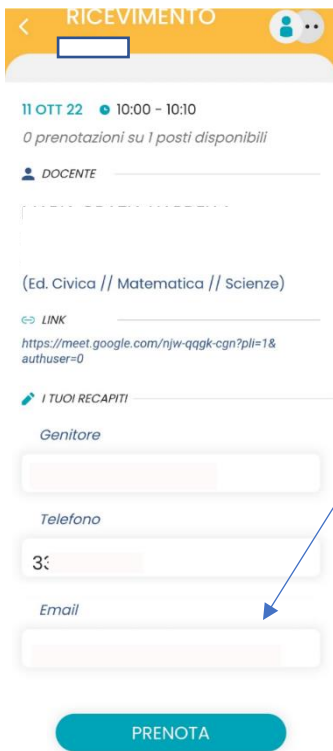 RICEVIMENTO
11 OTT 22 10:00 - 10:10
0 prenotazioni su 1 posti disponibili
DOCENTE
(Ed. Civica // Matematica // Scienze)
LINK
https://meet.google.com/njw-qqgk-cgn?pli=1&
authuser=0
I TUOI RECAPITI
Genitore
Telefono
33
Email
PRENOTA